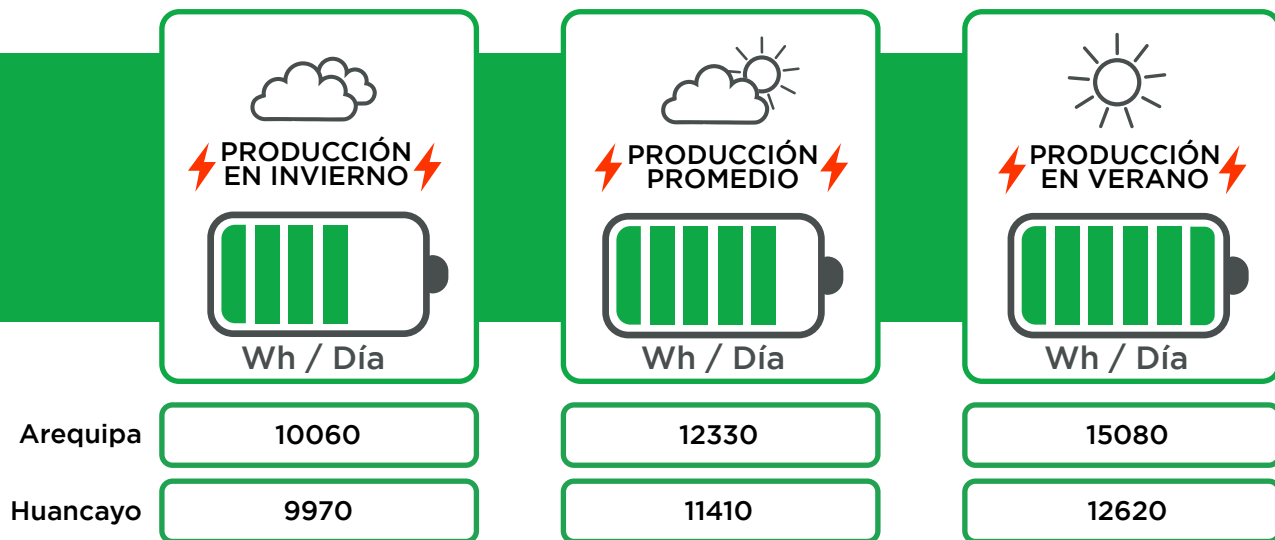 PRODUCCIÓN
EN INVIERNO
Wh / Día
PRODUCCIÓN
PROMEDIO
Wh / Día
PRODUCCIÓN
EN VERANO
Wh / Día
Arequipa 10060 12330 15080
Huancayo 9970 11410 12620